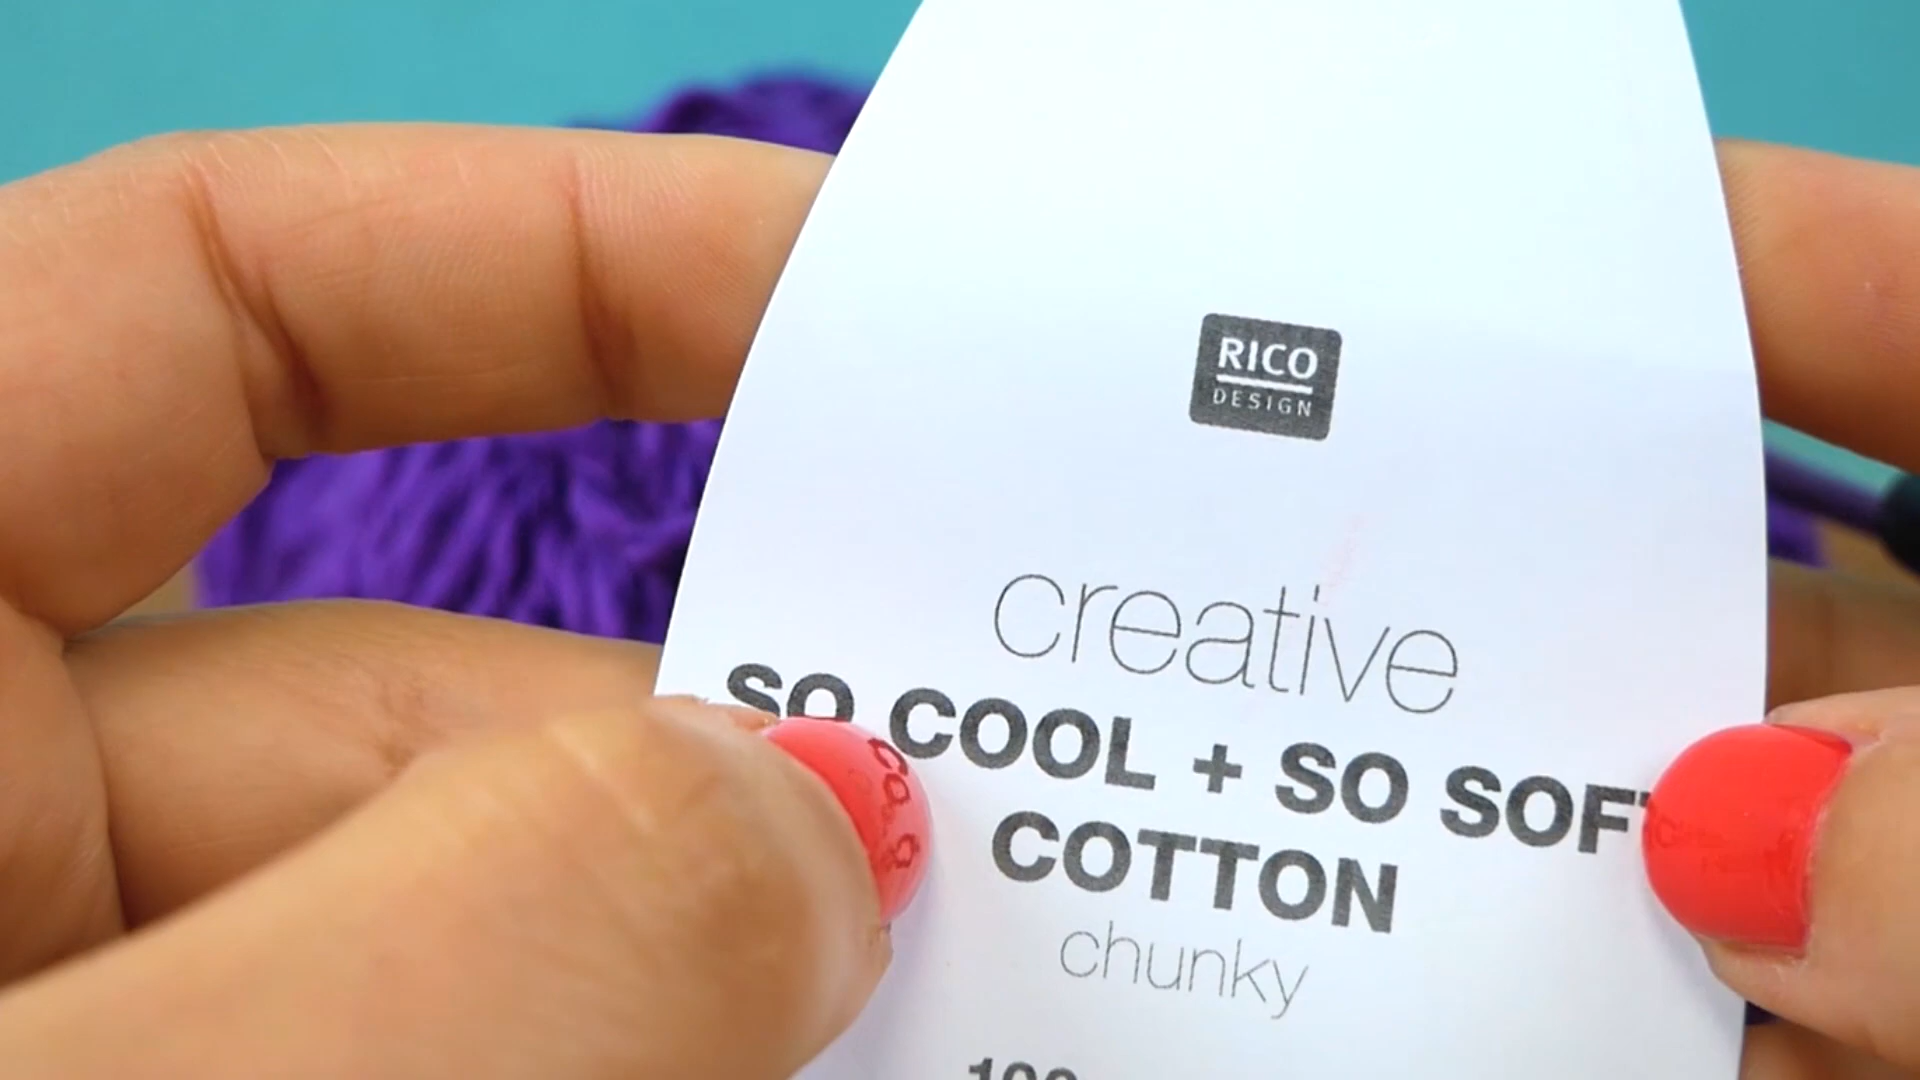 RICO
DESIGN
creative
SO COOL + SO SOFT
COTTON
chunky